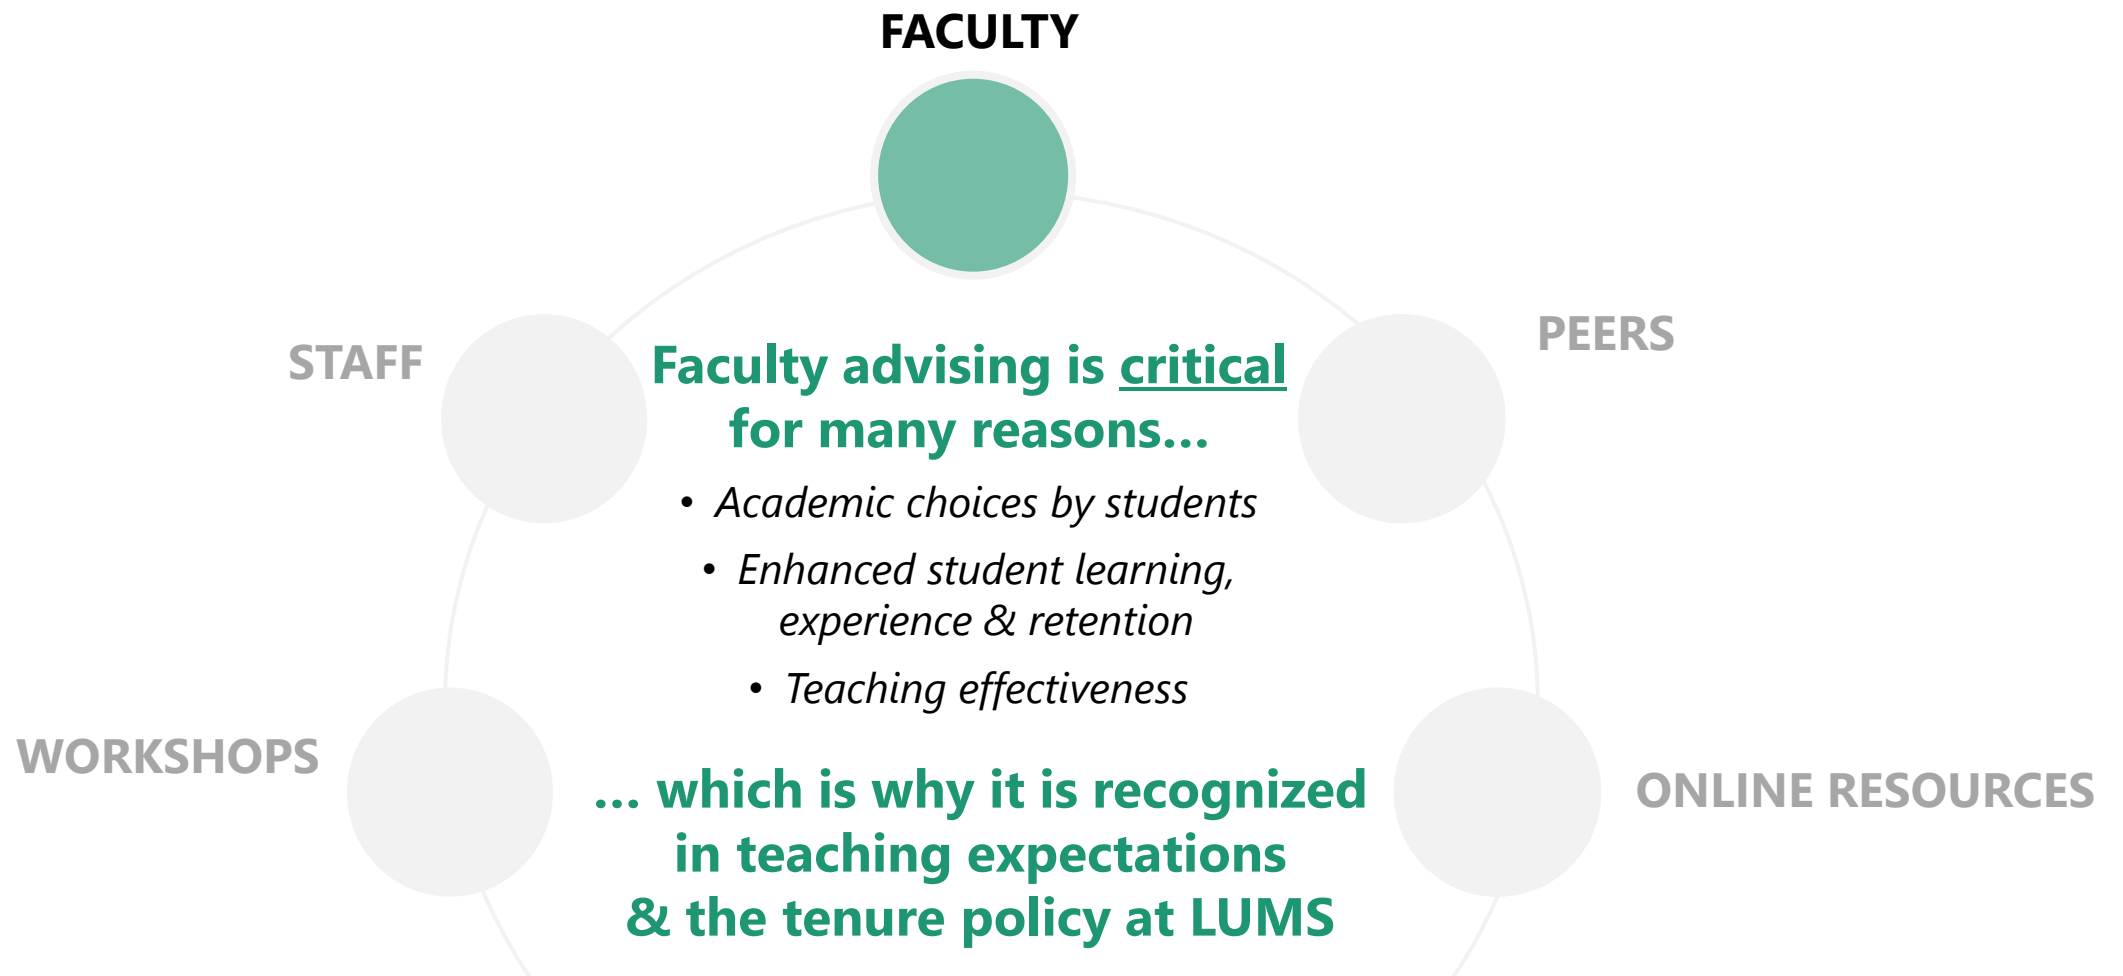 FACULTY
PEERS
STAFF
Faculty advising is critical
for many reasons...
• Academic choices by students
• Enhanced student learning,
experience & retention
• Teaching effectiveness
WORKSHOPS
ONLINE RESOURCES
... which is why it is recognized
in teaching expectations
& the tenure policy at LUMS